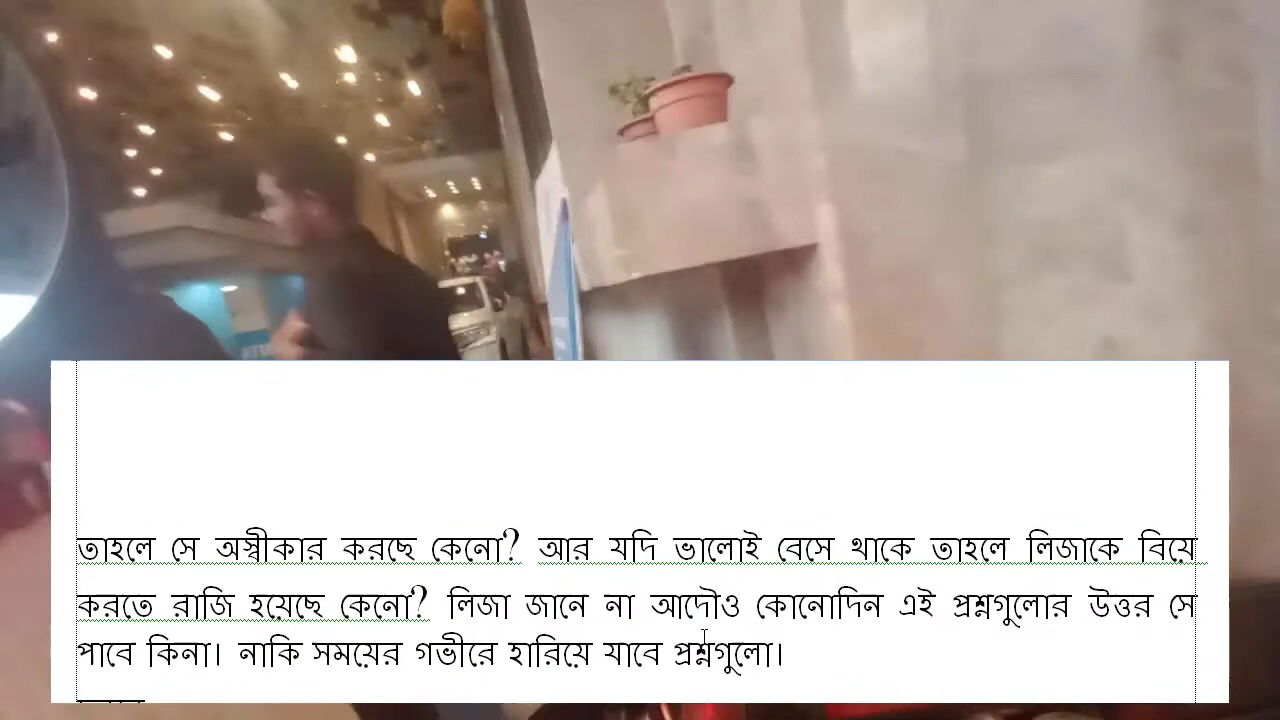 তাহলে সে অস্বীকার করছে কেনো? আর যদি ভালোই বেসে থাকে তাহলে লিজাকে বিয়ে
করতে রাজি হয়েছে কেনো? লিজা জানে না আদৌও কোনোদিন এই প্রশ্নগুলোর উত্তর সে
পাবে কিনা। নাকি সময়ের গভীরে হারিয়ে যাবে প্রশ্নগুলো।